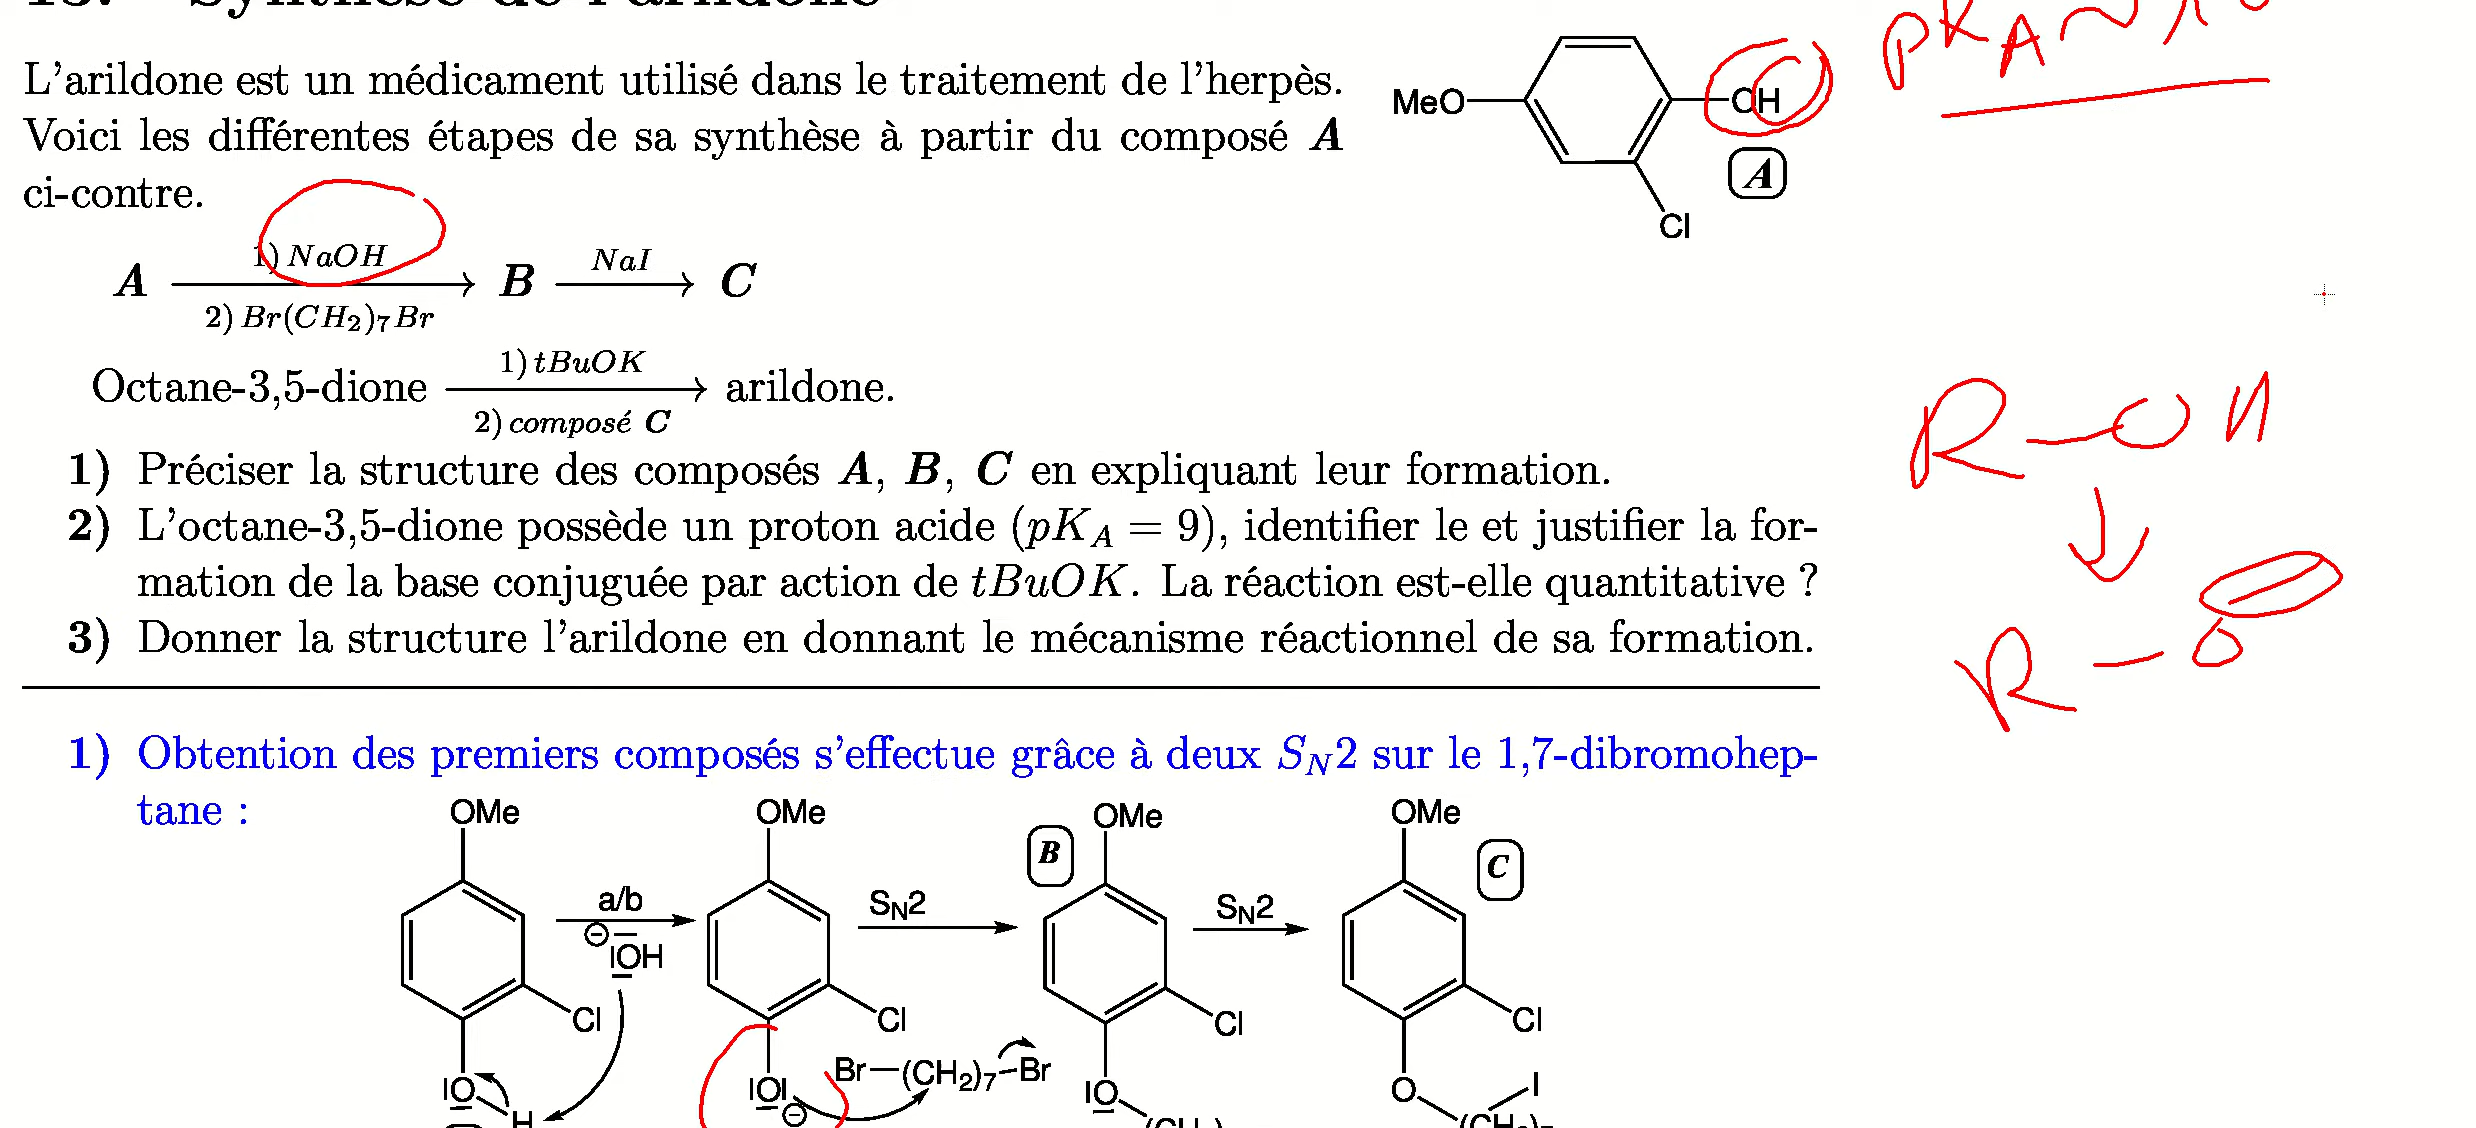 L'arildone est un médicament utilisé dans le traitement de l'herpès.
Voici les différentes étapes de sa synthèse à partir du composé A
ci-contre.
MeO
OH
A
Cl
pKA ~
A 1) NaOH B NaI C
2) Br(CH2)7Br
Octane-3,5-dione 1) tBuOK arildone.
2) composé C
R-OH
R-O
1) Préciser la structure des composés A, B, C en expliquant leur formation.
2) L'octane-3,5-dione possède un proton acide (pKA = 9), identifier le et justifier la for-
mation de la base conjuguée par action de tBuOK. La réaction est-elle quantitative ?
3) Donner la structure l'arildone en donnant le mécanisme réactionnel de sa formation.
1) Obtention des premiers composés s'effectue grâce à deux SN2 sur le 1,7-dibromohep-
tane :
OMe OMe B OMe OMe C
a/b SN2 SN2
⊖ IOH
Cl Cl Cl Cl
IO H IOI ⊖ Br—(CH2)7—Br IO O I